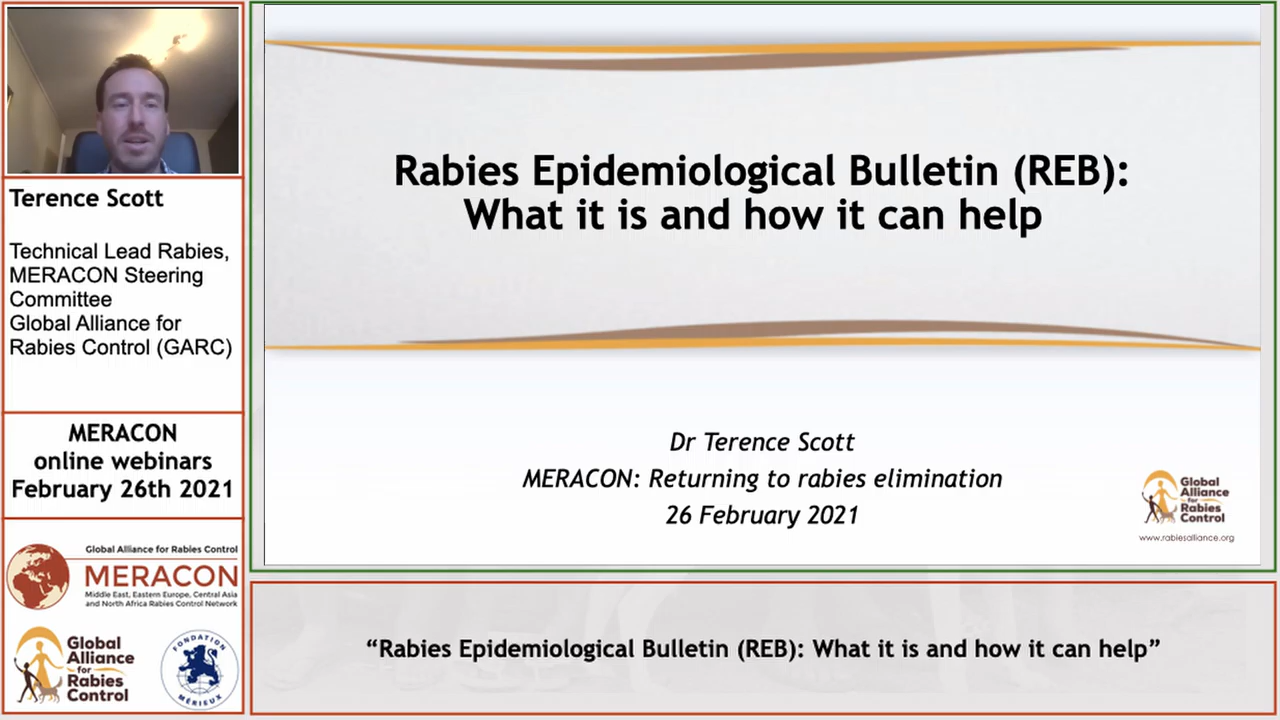 Terence Scott
Technical Lead Rabies,
MERACON Steering
Committee
Global Alliance for
Rabies Control (GARC)
MERACON
online webinars
February 26th 2021
Global Alliance for Rabies Control
MERACON
Middle East, Eastern Europe, Central Asia
and North Africa Rabies Control Network
Global
Alliance
for
Rabies
Control
FONDATION
MÉRIEUX
Rabies Epidemiological Bulletin (REB):
What it is and how it can help
Dr Terence Scott
MERACON: Returning to rabies elimination
26 February 2021
Global
Alliance
for
Rabies
Control
www.rabiesalliance.org
“Rabies Epidemiological Bulletin (REB): What it is and how it can help”